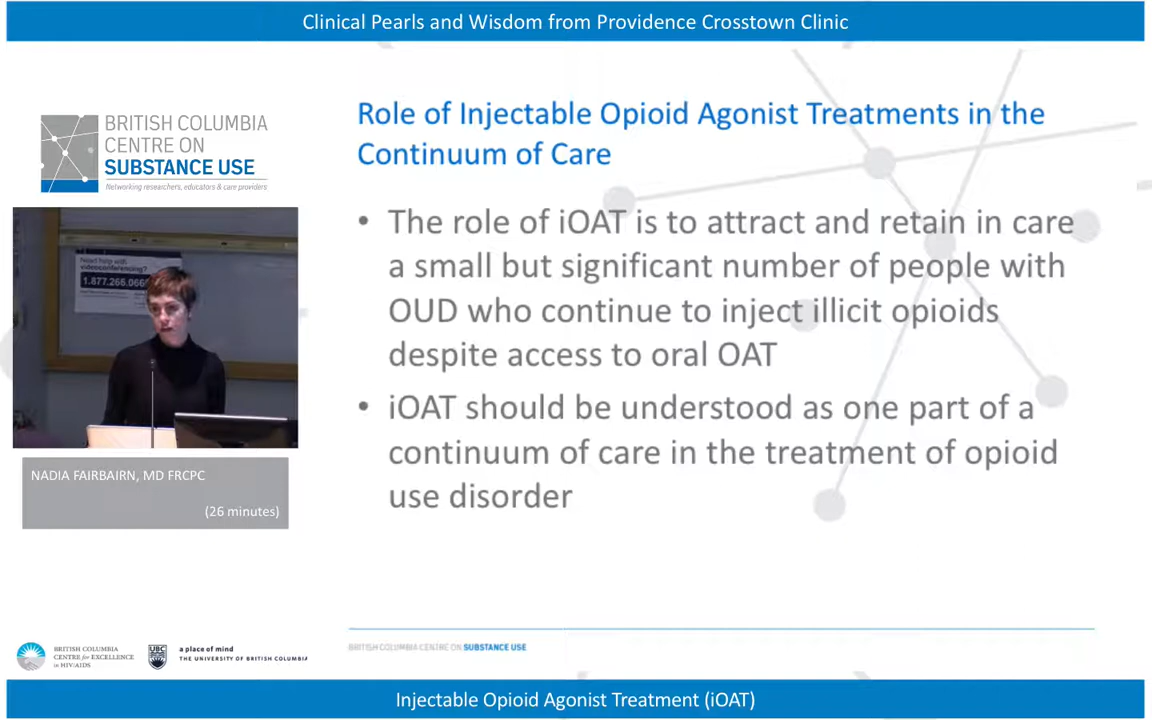 Clinical Pearls and Wisdom from Providence Crosstown Clinic
BRITISH COLUMBIA
CENTRE ON
SUBSTANCE USE
Networking researchers, educators & care providers
Need help with
videoconferencing?
NADIA FAIRBAIRN, MD FRCPC
(26 minutes)
Role of Injectable Opioid Agonist Treatments in the
Continuum of Care
• The role of iOAT is to attract and retain in care
a small but significant number of people with
OUD who continue to inject illicit opioids
despite access to oral OAT
• iOAT should be understood as one part of a
continuum of care in the treatment of opioid
use disorder
BRITISH COLUMBIA
CENTRE for EXCELLENCE
in HIV/AIDS
UBC
a place of mind
THE UNIVERSITY OF BRITISH COLUMBIA
BRITISH COLUMBIA CENTRE ON SUBSTANCE USE
Injectable Opioid Agonist Treatment (iOAT)